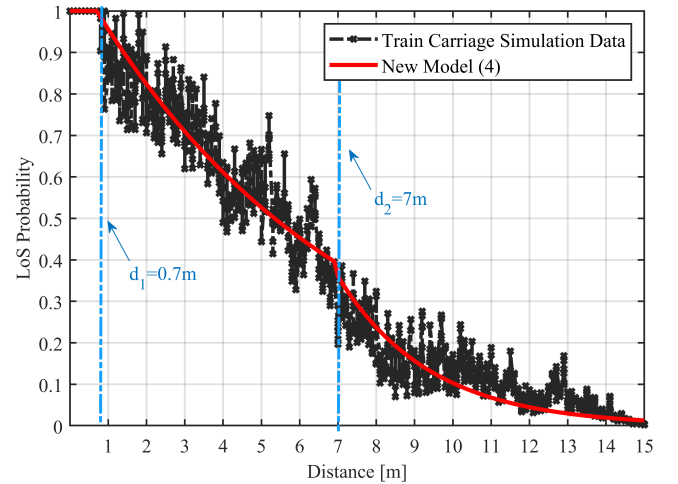 Train Carriage Simulation Data
New Model (4)
1
0.9
0.8
0.7
0.6
0.5
0.4
0.3
0.2
0.1
0
LoS Probability
d₁=0.7m
d₂=7m
1 2 3 4 5 6 7 8 9 10 11 12 13 14 15
Distance [m]